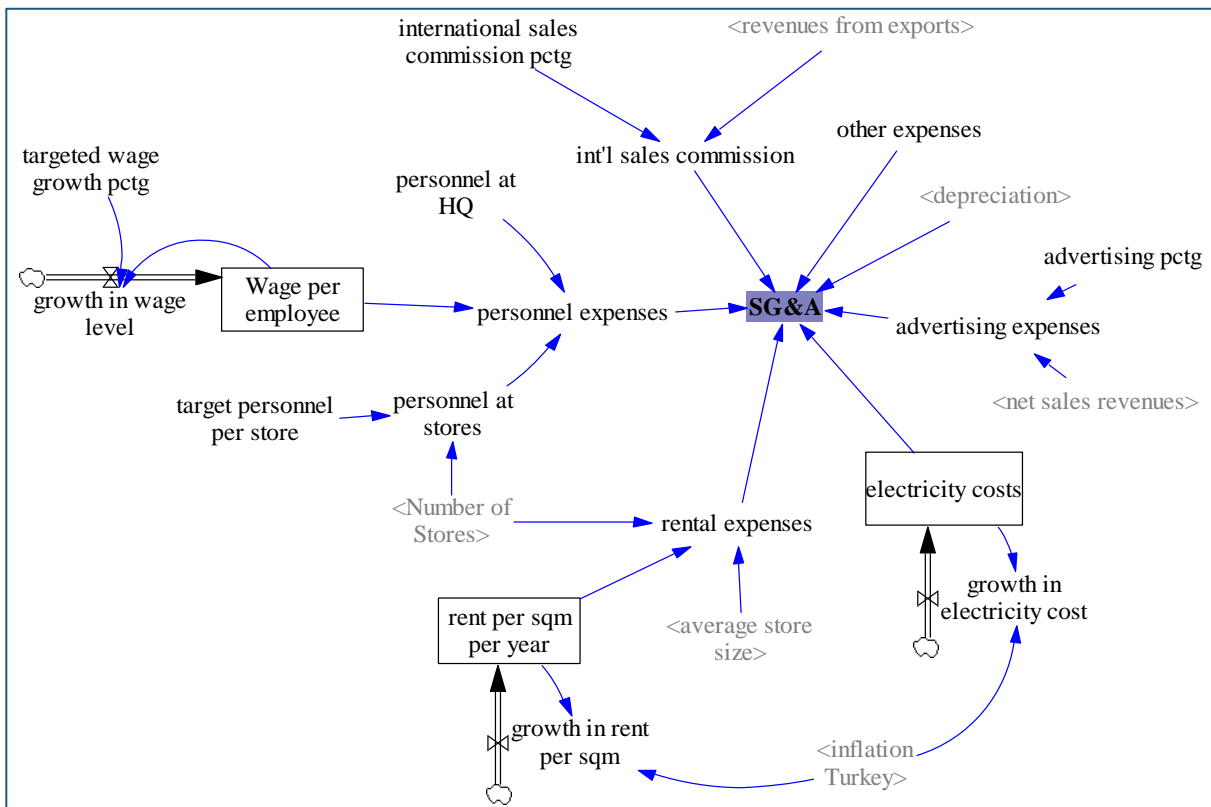 international sales
commission pctg
<revenues from exports>
other expenses
targeted wage
growth pctg
int'l sales commission
personnel at
HQ
<depreciation>
advertising pctg
growth in wage
level
Wage per
employee
personnel expenses
SG&A
advertising expenses
target personnel
per store
personnel at
stores
<net sales revenues>
electricity costs
<Number of
Stores>
rental expenses
growth in
electricity cost
rent per sqm
per year
<average store
size>
growth in rent
per sqm
<inflation
Turkey>